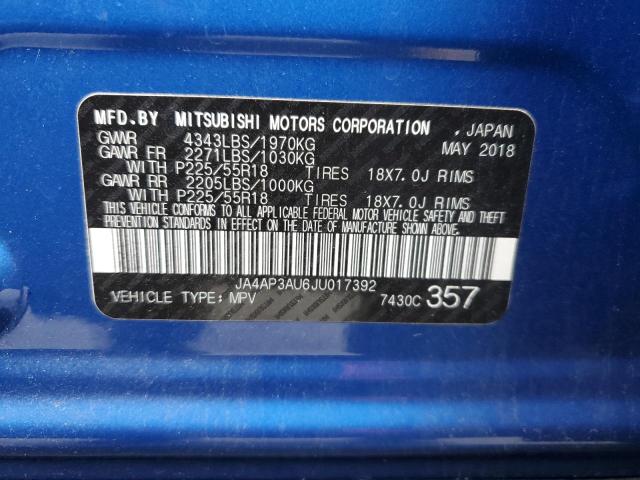 MFD.BY MITSUBISHI MOTORS CORPORATION , JAPAN
GVWR 4343LBS/1970KG MAY 2018
GAWR FR 2271LBS/1030KG
WITH P225/55R18 TIRES 18X7.0J RIMS
GAWR RR 2205LBS/1000KG
WITH P225/55R18 TIRES 18X7.0J RIMS
THIS VEHICLE CONFORMS TO ALL APPLICABLE FEDERAL MOTOR VEHICLE SAFETY AND THEFT
PREVENTION STANDARDS IN EFFECT ON THE DATE OF MANUFACTURE SHOWN ABOVE.
JA4AP3AU6JU017392
VEHICLE TYPE: MPV 7430C 357